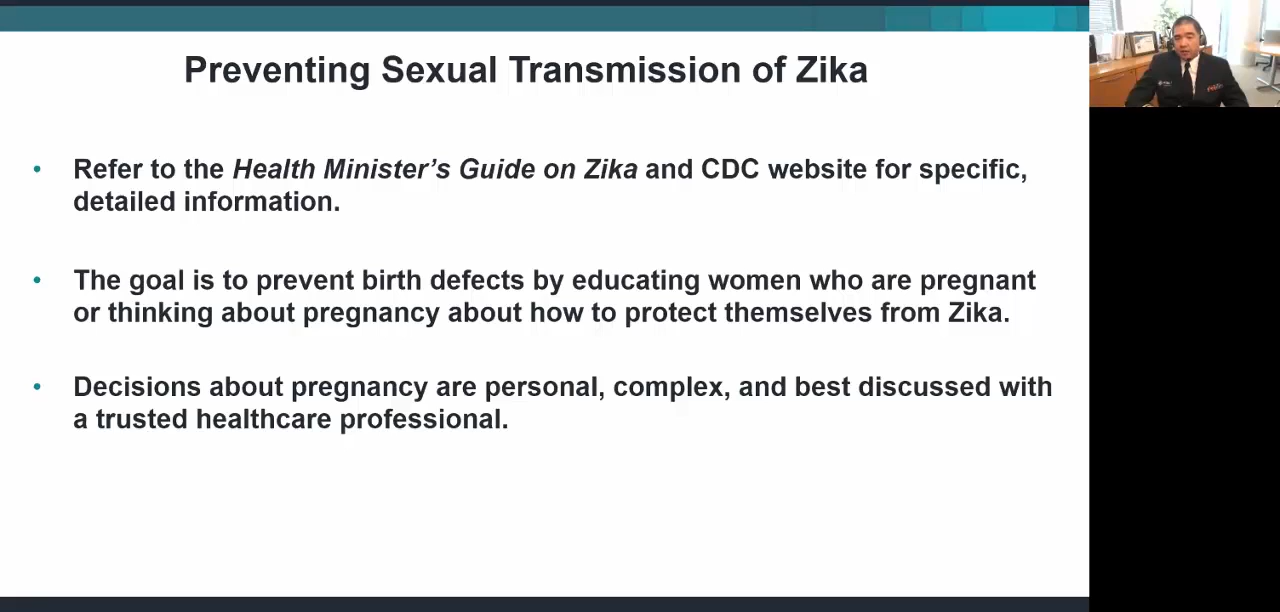 Preventing Sexual Transmission of Zika
• Refer to the Health Minister’s Guide on Zika and CDC website for specific,
detailed information.
• The goal is to prevent birth defects by educating women who are pregnant
or thinking about pregnancy about how to protect themselves from Zika.
• Decisions about pregnancy are personal, complex, and best discussed with
a trusted healthcare professional.